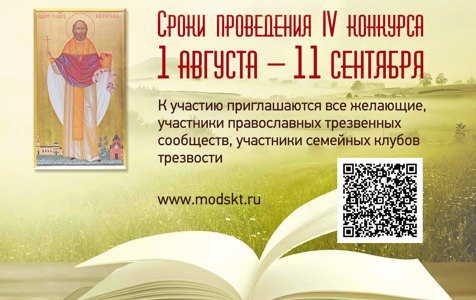 Сроки проведения IV конкурса
1 августа – 11 сентября
К участию приглашаются все желающие,
участники православных трезвенных
сообществ, участники семейных клубов
трезвости
www.modskt.ru